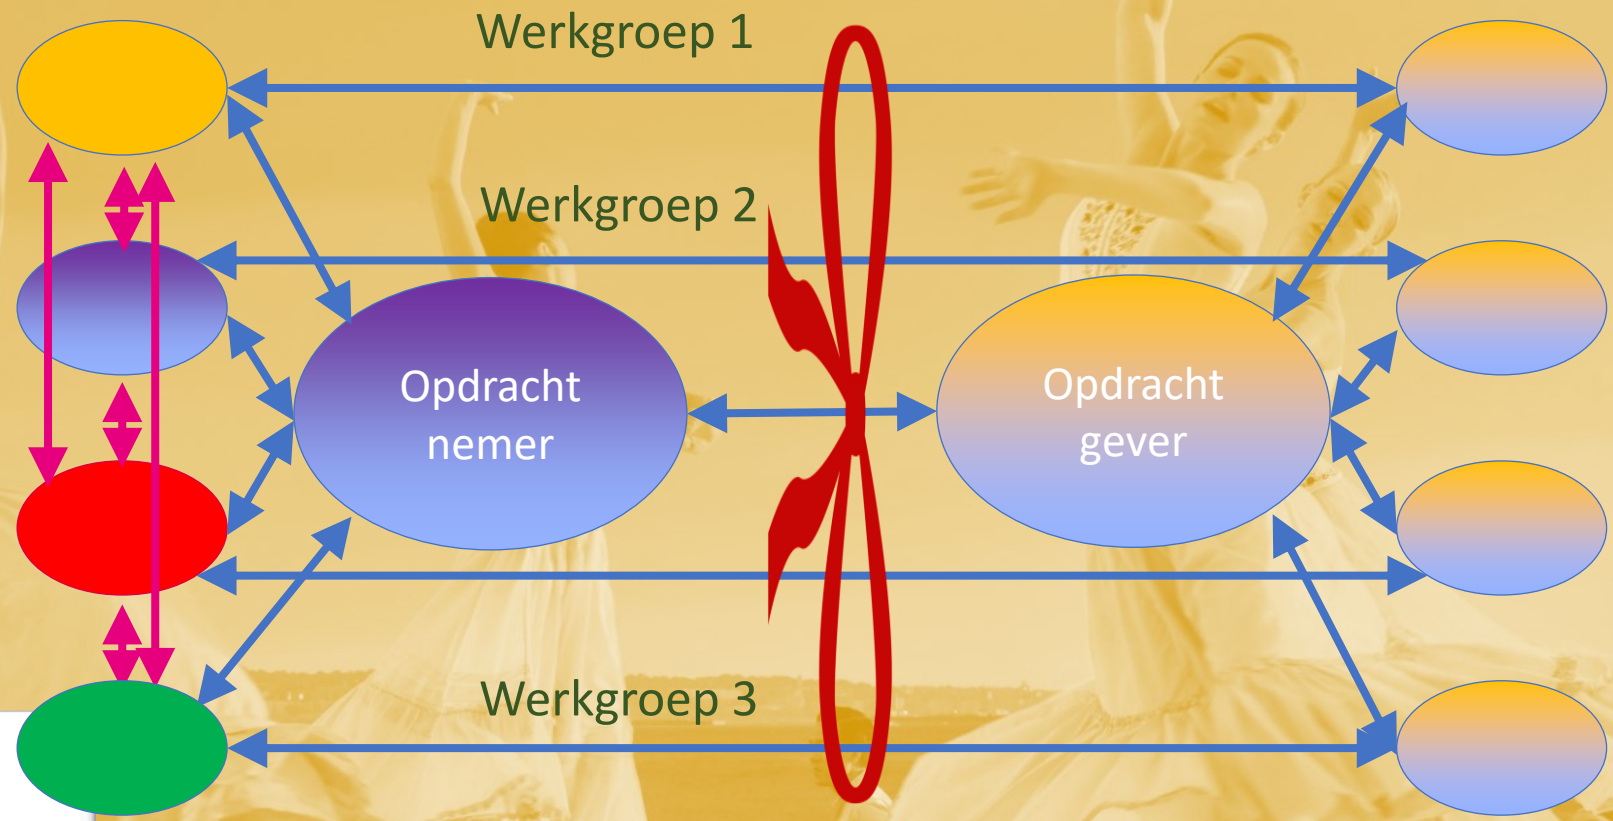 Werkgroep 1
Werkgroep 2
Opdracht
nemer
Opdracht
gever
Werkgroep 3